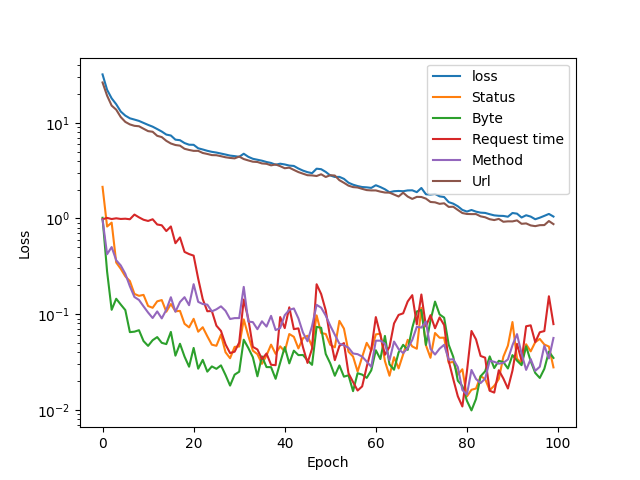 loss
Status
Byte
Request time
Method
Url
10¹
10⁰
10⁻¹
10⁻²
Loss
0 20 40 60 80 100
Epoch